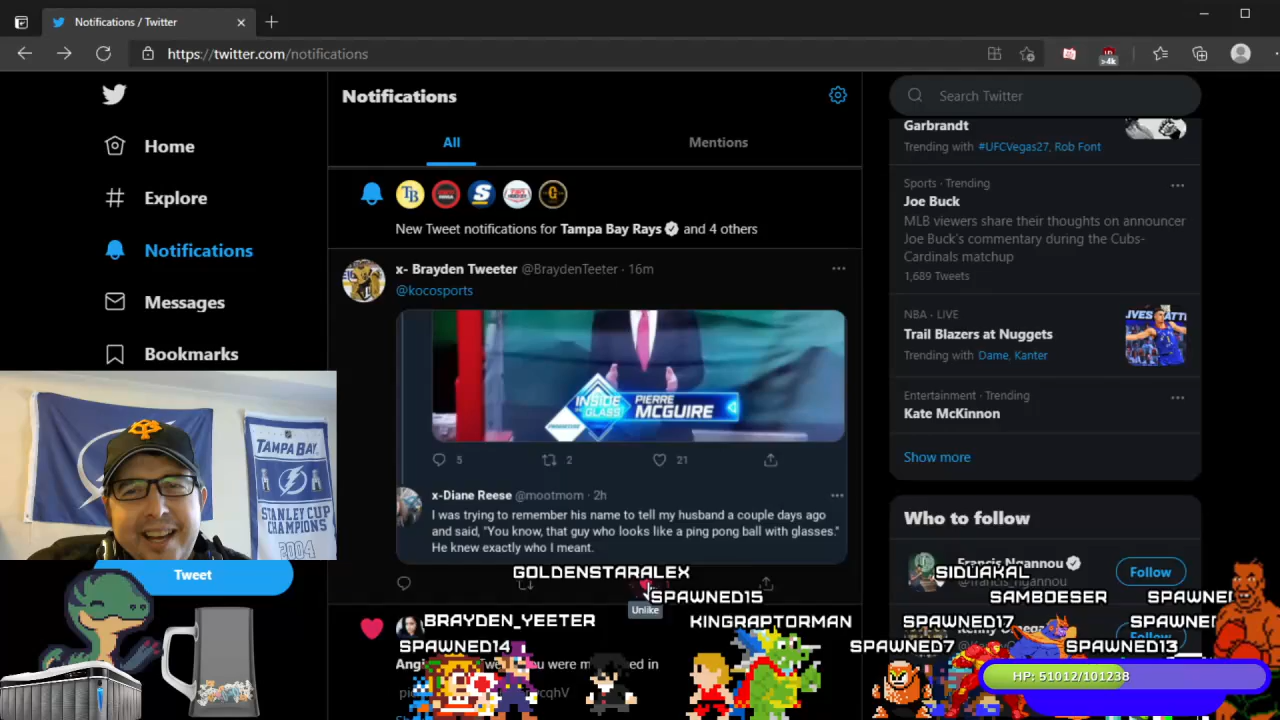 Notifications / Twitter
https://twitter.com/notifications
>4k
Home
Explore
Notifications
Messages
Bookmarks
Tweet
Notifications
All
Mentions
New Tweet notifications for Tampa Bay Rays and 4 others
x- Brayden Tweeter @BraydenTeeter · 16m
@kocosports
INSIDE
GLASS
PIERRE
MCGUIRE
5
2
21
x-Diane Reese @mootmom · 2h
I was trying to remember his name to tell my husband a couple days ago
and said, "You know, that guy who looks like a ping pong ball with glasses."
He knew exactly who I meant.
Unlike
Search Twitter
Garbrandt
Trending with #UFCVegas27, Rob Font
Sports · Trending
Joe Buck
MLB viewers share their thoughts on announcer
Joe Buck's commentary during the Cubs-
Cardinals matchup
1,689 Tweets
NBA · LIVE
Trail Blazers at Nuggets
Trending with Dame, Kanter
Entertainment · Trending
Kate McKinnon
Show more
Who to follow
Francis Ngannou
@francis_ngannou
Follow
Follow
TAMPA BAY
STANLEY CUP
CHAMPIONS
2004
GOLDENSTARALEX
SPAWNED15
BRAYDEN_YEETER
SPAWNED14
KINGRAPTORMAN
SIDUAKAL
SAMBOESER
SPAWNED17
SPAWNED7
SPAWNED13
HP: 51012/101238